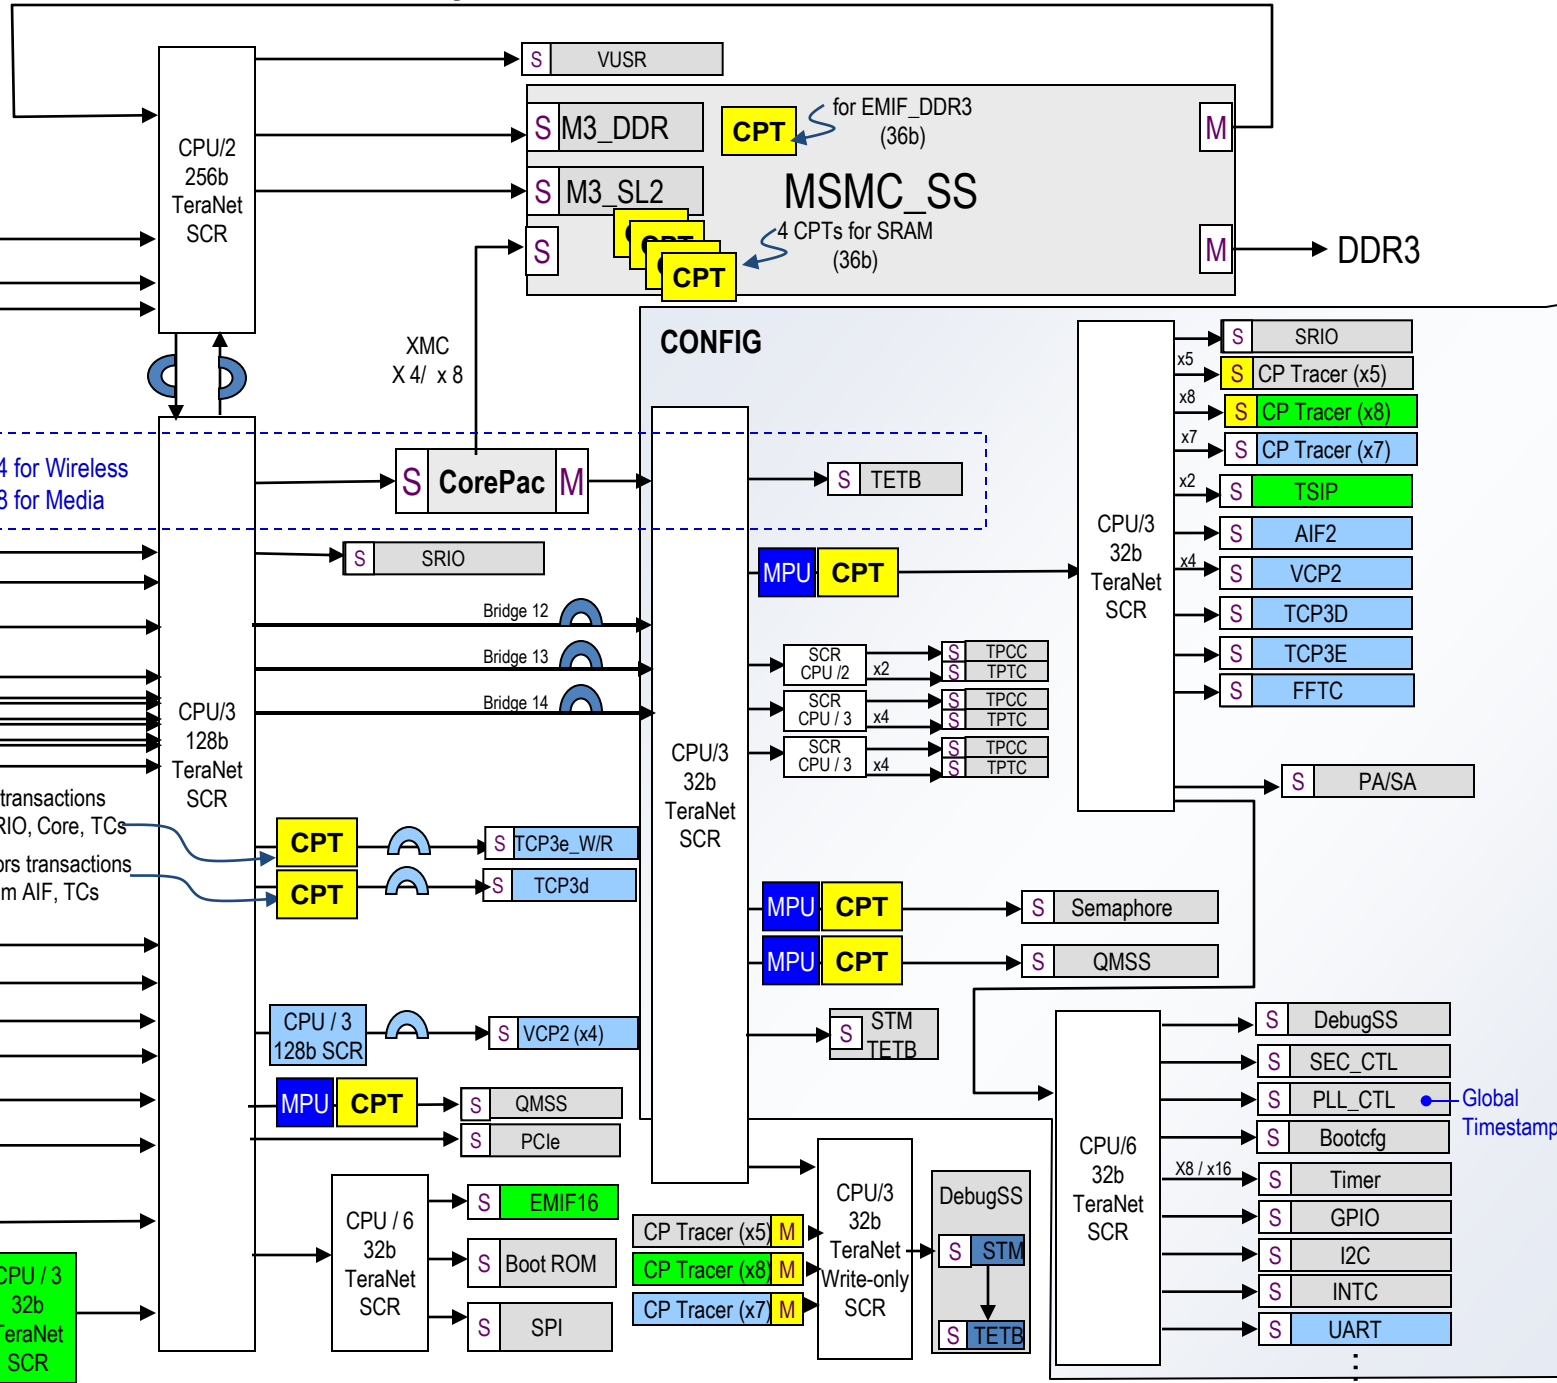 S VUSR
CPU/2
256b
TeraNet
SCR
S M3_DDR
CPT
for EMIF_DDR3
(36b)
M
S M3_SL2
MSMC_SS
S
4 CPTs for SRAM
(36b)
CPT
CPT
M
DDR3
XMC
X 4/ x 8
CONFIG
4 for Wireless
8 for Media
S CorePac M
S TETB
S SRIO
Bridge 12
Bridge 13
Bridge 14
CPU/3
128b
TeraNet
SCR
CPU/3
32b
TeraNet
SCR
MPU CPT
SCR
CPU /2
x2
S TPCC
S TPTC
SCR
CPU / 3
x4
S TPCC
S TPTC
SCR
CPU / 3
x4
S TPCC
S TPTC
CPU/3
32b
TeraNet
SCR
S SRIO
x5
S CP Tracer (x5)
x8
S CP Tracer (x8)
x7
S CP Tracer (x7)
x2
S TSIP
S AIF2
x4
S VCP2
S TCP3D
S TCP3E
S FFTC
S PA/SA
transactions
RIO, Core, TCs
ors transactions
m AIF, TCs
CPT
S TCP3e_W/R
CPT
S TCP3d
MPU CPT
S Semaphore
MPU CPT
S QMSS
CPU / 3
128b SCR
S VCP2 (x4)
S STM
TETB
MPU CPT
S QMSS
S PCIe
CPU / 6
32b
TeraNet
SCR
S EMIF16
S Boot ROM
S SPI
CP Tracer (x5) M
CP Tracer (x8) M
CP Tracer (x7) M
CPU/3
32b
TeraNet
Write-only
SCR
DebugSS
S STM
S TETB
CPU/6
32b
TeraNet
SCR
S DebugSS
S SEC_CTL
S PLL_CTL
Global
Timestamp
S Bootcfg
X8 / x16
S Timer
S GPIO
S I2C
S INTC
S UART
CPU / 3
32b
TeraNet
SCR